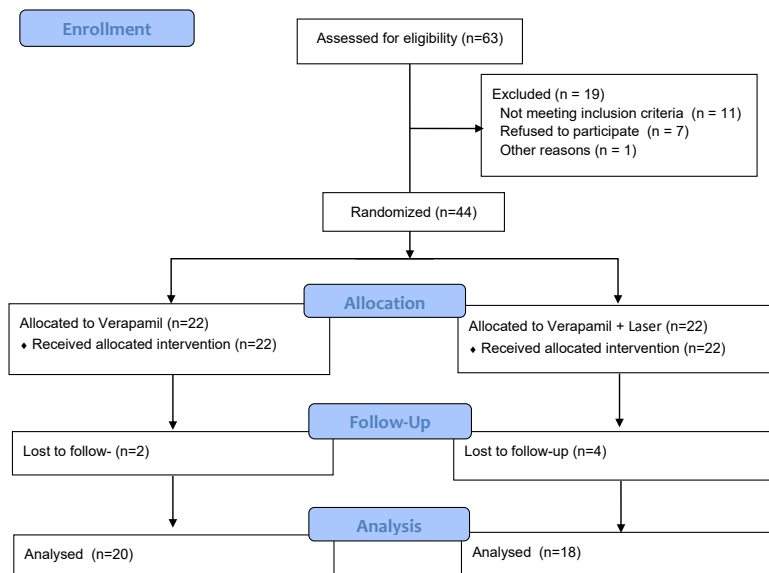 Enrollment
Assessed for eligibility (n=63)
Excluded (n = 19)
Not meeting inclusion criteria (n = 11)
Refused to participate (n = 7)
Other reasons (n = 1)
Randomized (n=44)
Allocation
Allocated to Verapamil (n=22)
♦ Received allocated intervention (n=22)
Allocated to Verapamil + Laser (n=22)
♦ Received allocated intervention (n=22)
Follow-Up
Lost to follow- (n=2)
Lost to follow-up (n=4)
Analysis
Analysed (n=20)
Analysed (n=18)